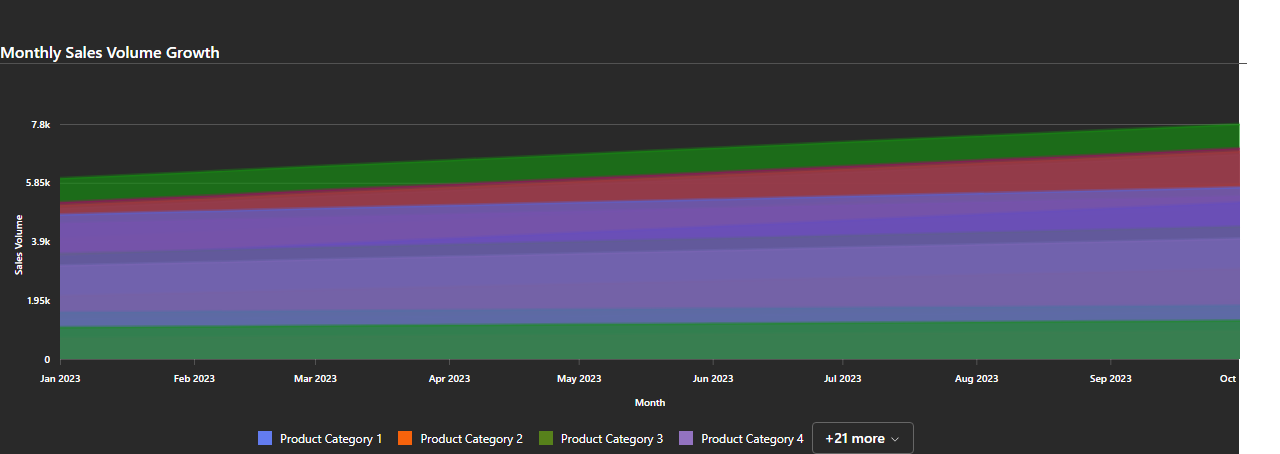 Monthly Sales Volume Growth
7.8k
5.85k
3.9k
1.95k
0
Sales Volume
Jan 2023 Feb 2023 Mar 2023 Apr 2023 May 2023 Jun 2023 Jul 2023 Aug 2023 Sep 2023 Oct
Month
Product Category 1 Product Category 2 Product Category 3 Product Category 4 +21 more